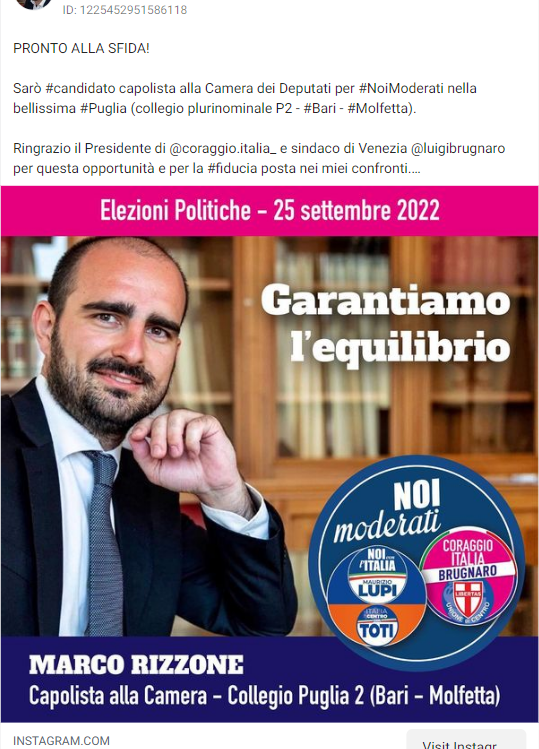 ID: 1225452951586118
PRONTO ALLA SFIDA!
Sarò #candidato capolista alla Camera dei Deputati per #NoiModerati nella
bellissima #Puglia (collegio plurinominale P2 - #Bari - #Molfetta).
Ringrazio il Presidente di @coraggio.italia_ e sindaco di Venezia @luigibrugnaro
per questa opportunità e per la #fiducia posta nei miei confronti....
Elezioni Politiche – 25 settembre 2022
Garantiamo
l'equilibrio
NOI
moderati
NOI CON
l'ITALIA
MAURIZIO
LUPI
ITALIA
AL CENTRO
TOTI
CORAGGIO
ITALIA
BRUGNARO
LIBERTAS
UNIONE DI CENTRO
MARCO RIZZONE
Capolista alla Camera – Collegio Puglia 2 (Bari – Molfetta)
INSTAGRAM.COM
Visit Instagr...